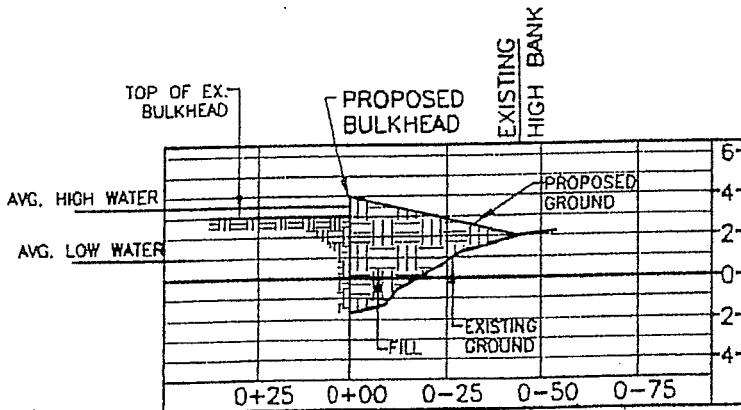 EXISTING
HIGH BANK
TOP OF EX.
BULKHEAD
PROPOSED
BULKHEAD
6
AVG. HIGH WATER
PROPOSED
GROUND
4
2
AVG. LOW WATER
0
2
EXISTING
GROUND
FILL
4
0+25 0+00 0-25 0-50 0-75